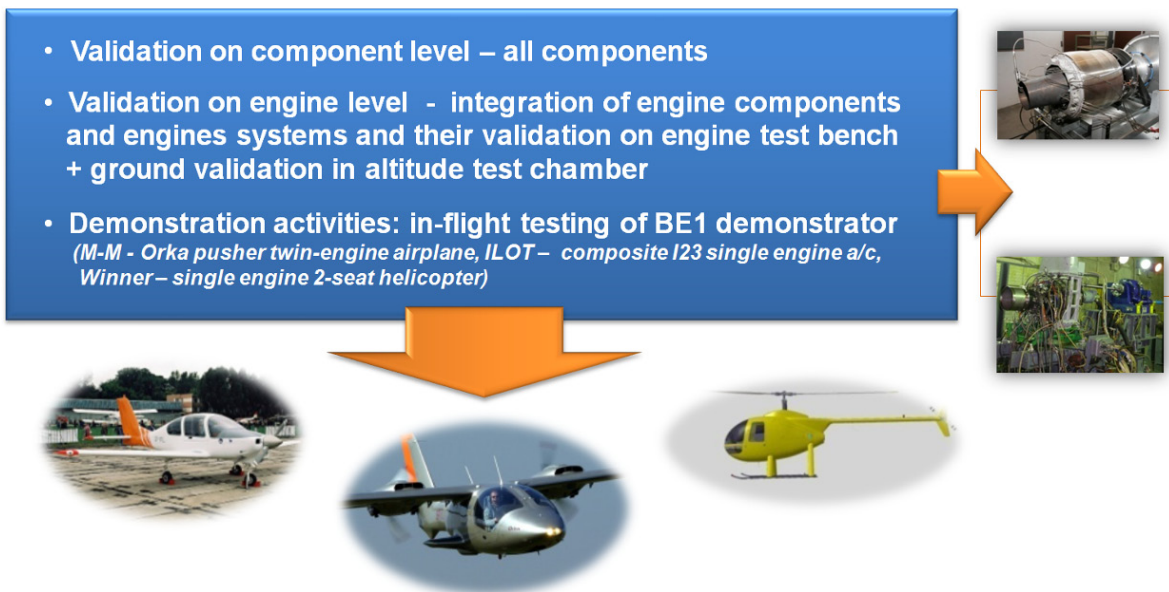 • Validation on component level – all components
• Validation on engine level - integration of engine components
and engines systems and their validation on engine test bench
+ ground validation in altitude test chamber
• Demonstration activities: in-flight testing of BE1 demonstrator
(M-M - Orka pusher twin-engine airplane, ILOT – composite I23 single engine a/c,
Winner – single engine 2-seat helicopter)